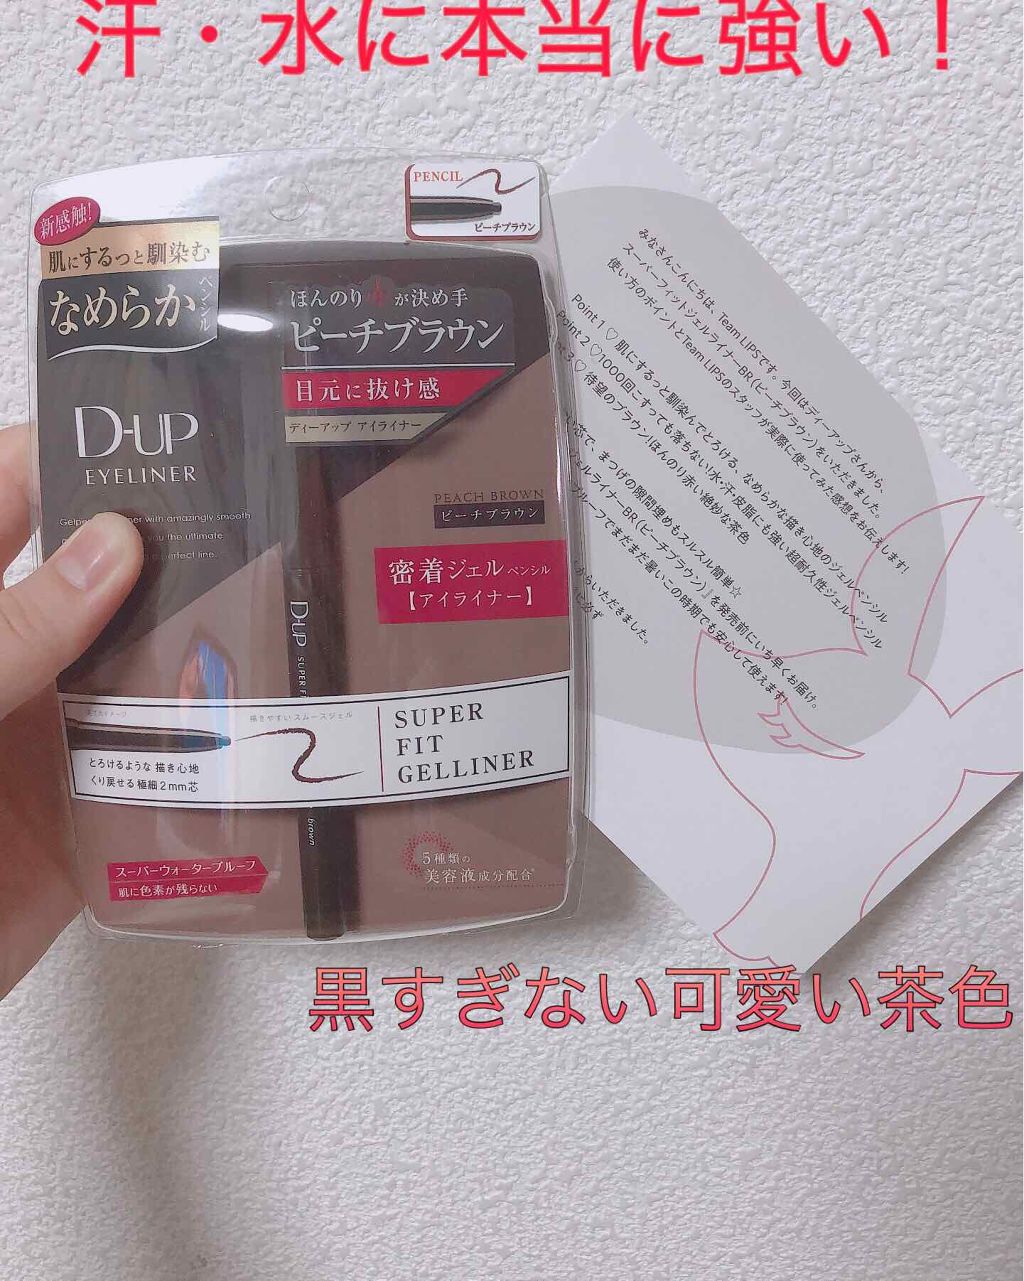 汗・水に本当に強い！
PENCIL
ピーチブラウン
新感触!
肌にするっと馴染む
なめらか
ペンシル
ほんのり赤が決め手
ピーチブラウン
目元に抜け感
ディーアップ アイライナー
D-UP
EYELINER
with amazingly smooth
you the ultimate
perfect line.
PEACH BROWN
ピーチブラウン
密着ジェルペンシル
【アイライナー】
D-UP
brown
描きやすいスムースジェル
とろけるような 描き心地
くり戻せる 極細2mm芯
SUPER
FIT
GELLINER
スーパーウォータープルーフ
肌に色素が残らない
5種類の
美容液成分配合
みなさんこんにちは、Team LIPSです。今回はディーアップさんから、
スーパーフィットジェルライナーBR(ピーチブラウン)をいただきました。
使い方のポイントとTeam LIPSのスタッフが実際に使ってみた感想をお伝えします!
Point 1 ♡ 肌にするっと馴染んでとろける、なめらかな描き心地のジェルペンシル
Point 2 ♡1000回こすっても落ちない!水・汗・皮脂にも強い超耐久性ジェルペンシル
3 ♡ 待望のブラウン!ほんのり赤い絶妙な茶色
芯で、まつげの隙間埋めもスルスル簡単☆
ジェルライナーBR(ピーチブラウン)』を発売前にいち早くお届け。
プルーフでまだまだ暑いこの時期でも安心して使えます!
いただきました。
黒すぎない可愛い茶色